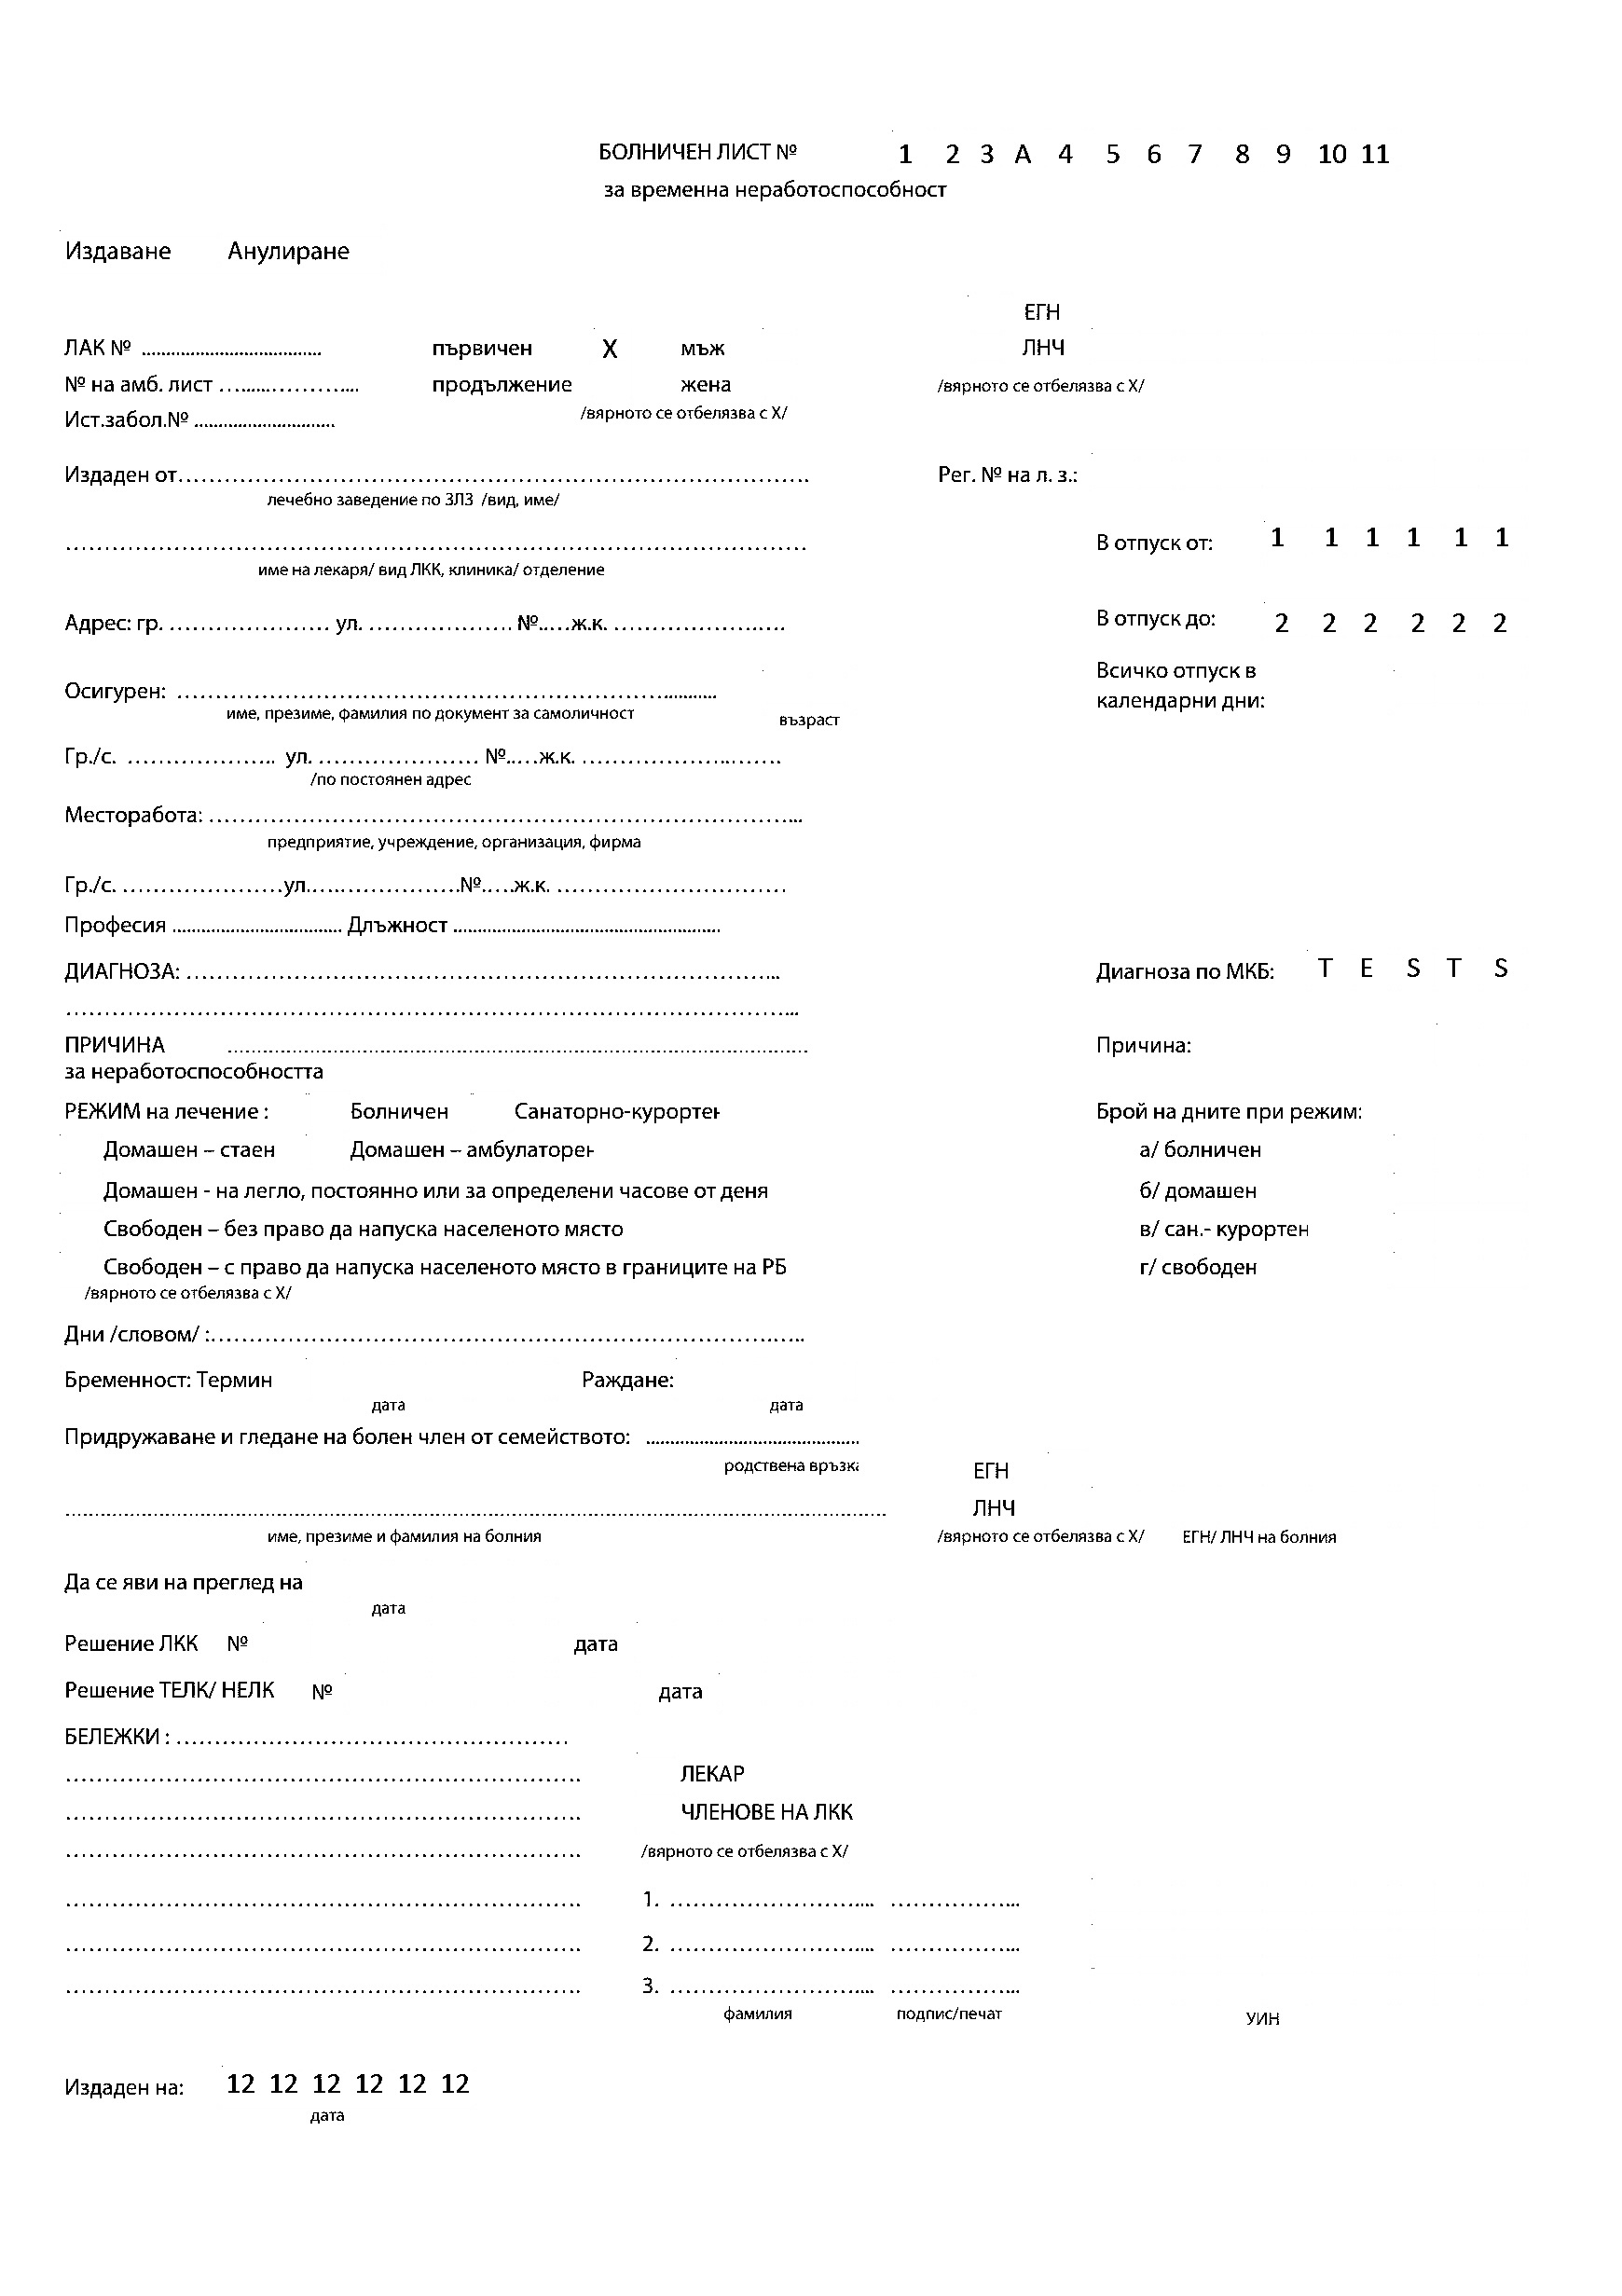 БОЛНИЧЕН ЛИСТ № 1 2 3 A 4 5 6 7 8 9 10 11
за временна неработоспособност
Издаване Анулиране
ЕГН
ЛАК № .................................... първичен X мъж ЛНЧ
№ на амб. лист ............................ продължение жена /вярното се отбелязва с X/
Ист.забол.№ ............................ /вярното се отбелязва с X/
Издаден от........................................................................ Рег. № на л. з.:
лечебно заведение по ЗЛЗ /вид, име/
........................................................................ В отпуск от: 1 1 1 1 1 1
име на лекаря/ вид ЛКК, клиника/ отделение
Адрес: гр. ..................... ул. ................... №.....ж.к. ....................... В отпуск до: 2 2 2 2 2 2
Всичко отпуск в
Осигурен: ........................................................................ календарни дни:
име, презиме, фамилия по документ за самоличност възраст
Гр./с. ................... ул. ..................... №.....ж.к. ..........................
/по постоянен адрес
Месторабота: ........................................................................
предприятие, учреждение, организация, фирма
Гр./с. .....................ул....................№.....ж.к. ..............................
Професия ................................... Длъжност .......................................................
ДИАГНОЗА: ........................................................................ Диагноза по МКБ: T E S T S
........................................................................
ПРИЧИНА ........................................................................ Причина:
за неработоспособността
РЕЖИМ на лечение : Болничен Санаторно-курортен Брой на дните при режим:
Домашен – стаен Домашен – амбулаторен а/ болничен
Домашен - на легло, постоянно или за определени часове от деня б/ домашен
Свободен – без право да напуска населеното място в/ сан.- курортен
Свободен – с право да напуска населеното място в границите на РБ г/ свободен
/вярното се отбелязва с X/
Дни /словом/ :........................................................................
Бременност: Термин Раждане:
дата дата
Придружаване и гледане на болен член от семейството: ............................................
родствена връзка ЕГН
........................................................................ ЛНЧ
име, презиме и фамилия на болния /вярното се отбелязва с X/ ЕГН/ ЛНЧ на болния
Да се яви на преглед на
дата
Решение ЛКК № дата
Решение ТЕЛК/ НЕЛК № дата
БЕЛЕЖКИ : ..................................................
.................................................................. ЛЕКАР
.................................................................. ЧЛЕНОВЕ НА ЛКК
.................................................................. /вярното се отбелязва с X/
.................................................................. 1. ........................... .................
.................................................................. 2. ........................... .................
.................................................................. 3. ........................... .................
фамилия подпис/печат УИН
Издаден на: 12 12 12 12 12 12
дата